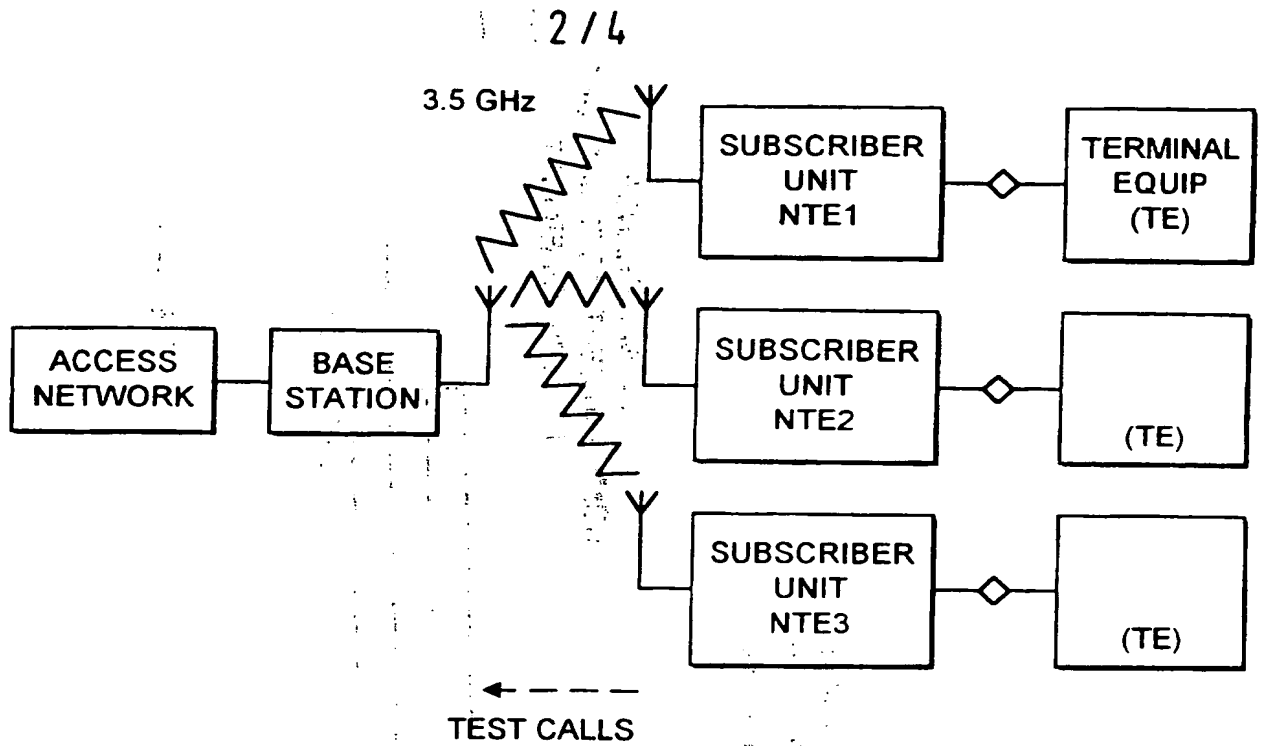 2 / 4
3.5 GHz
SUBSCRIBER
UNIT
NTE1
TERMINAL
EQUIP
(TE)
ACCESS
NETWORK
BASE
STATION
SUBSCRIBER
UNIT
NTE2
(TE)
SUBSCRIBER
UNIT
NTE3
(TE)
TEST CALLS